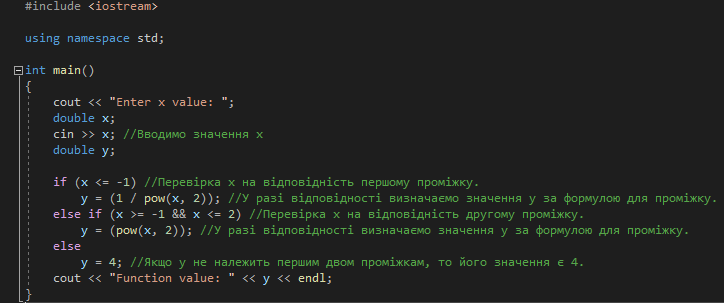 #include <iostream>
using namespace std;
int main()
{
cout << "Enter x value: ";
double x;
cin >> x; //Вводимо значення x
double y;
if (x <= -1) //Перевірка x на відповідність першому проміжку.
y = (1 / pow(x, 2)); //У разі відповідності визначаємо значення y за формулою для проміжку.
else if (x >= -1 && x <= 2) //Перевірка x на відповідність другому проміжку.
y = (pow(x, 2)); //У разі відповідності визначаємо значення y за формулою для проміжку.
else
y = 4; //Якщо y не належить першим двом проміжкам, то його значення є 4.
cout << "Function value: " << y << endl;
}